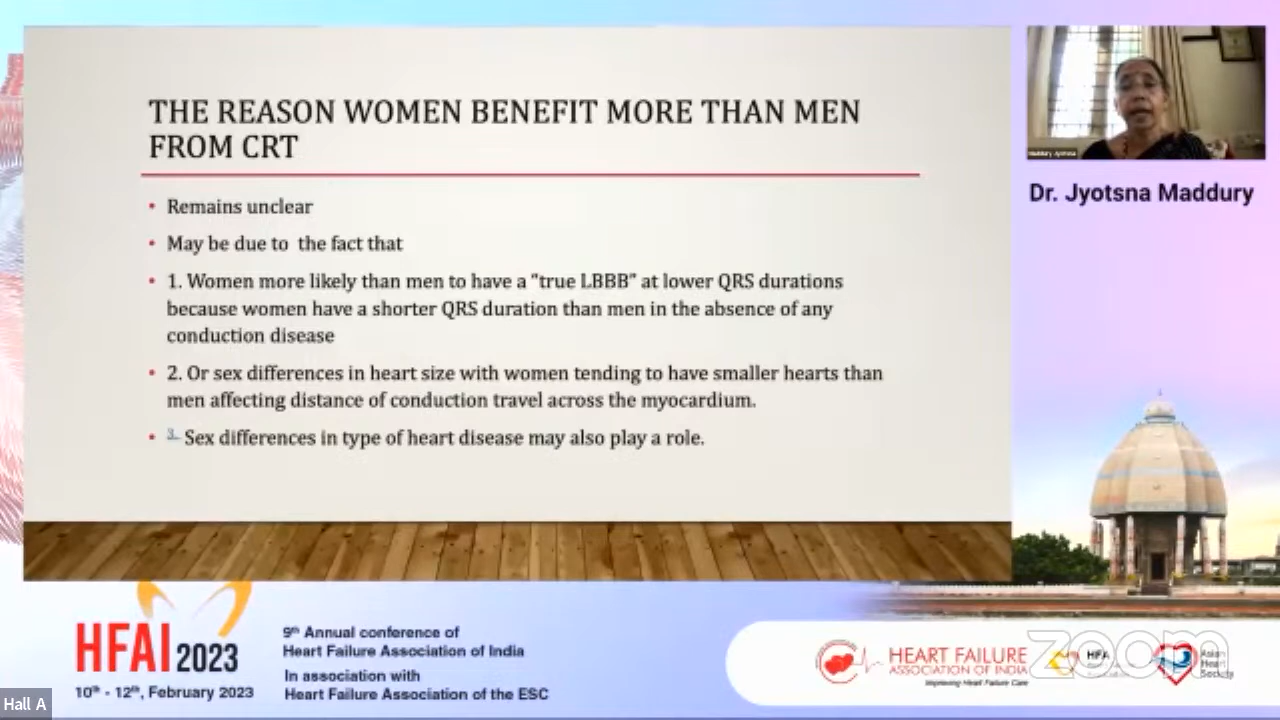 THE REASON WOMEN BENEFIT MORE THAN MEN
FROM CRT
• Remains unclear
• May be due to the fact that
• 1. Women more likely than men to have a "true LBBB" at lower QRS durations
because women have a shorter QRS duration than men in the absence of any
conduction disease
• 2. Or sex differences in heart size with women tending to have smaller hearts than
men affecting distance of conduction travel across the myocardium.
• 3. Sex differences in type of heart disease may also play a role.
Dr. Jyotsna Maddury
HFAI 2023
10th - 12th, February 2023
9th Annual conference of
Heart Failure Association of India
In association with
Heart Failure Association of the ESC
HEART FAILURE
ASSOCIATION OF INDIA
Improving Heart Failure Care
HFA
Asian
Heart
Society
zoom
Hall A